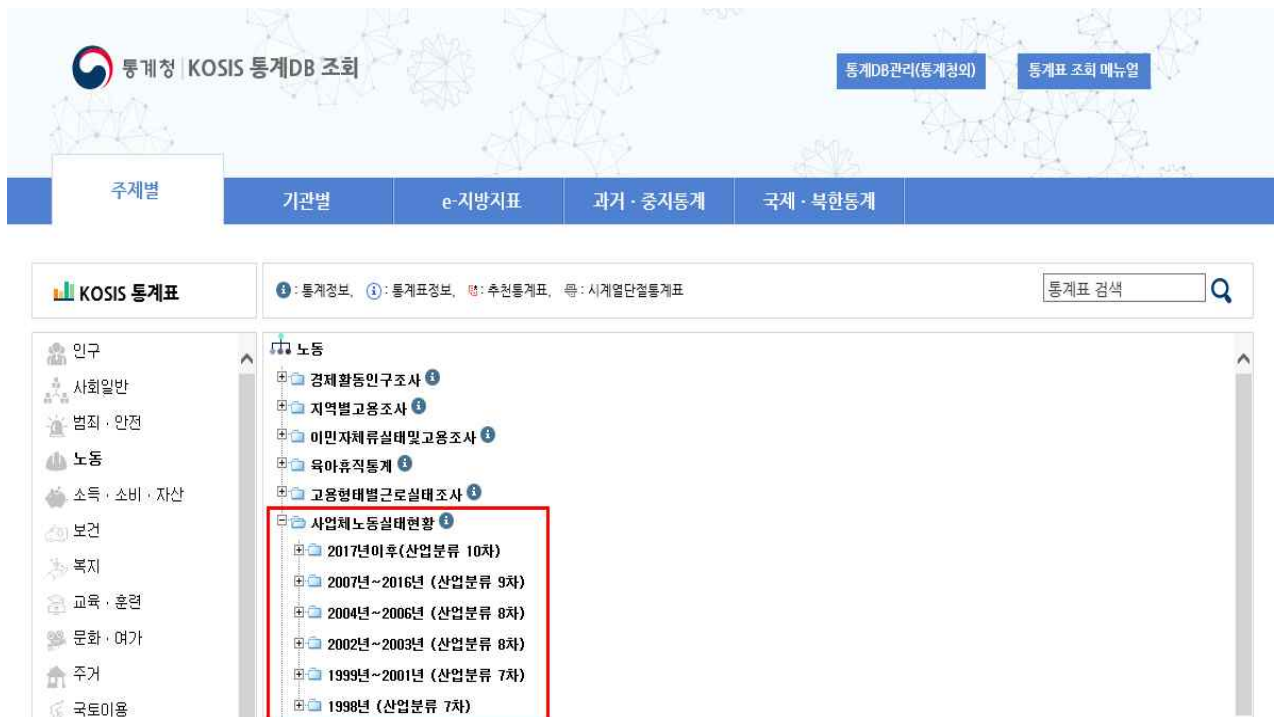 통계청 KOSIS 통계DB 조회
통계DB관리(통계청외) 통계표 조회 메뉴얼
주제별 기관별 e-지방지표 과거 · 중지통계 국제 · 북한통계
KOSIS 통계표
: 통계정보, : 통계표정보, : 추천통계표, : 시계열단절통계표
통계표 검색
인구
사회일반
범죄 · 안전
노동
소득 · 소비 · 자산
보건
복지
교육 · 훈련
문화 · 여가
주거
국토이용
노동
경제활동인구조사
지역별고용조사
이민자체류실태및고용조사
육아휴직통계
고용형태별근로실태조사
사업체노동실태현황
2017년이후(산업분류 10차)
2007년~2016년 (산업분류 9차)
2004년~2006년 (산업분류 8차)
2002년~2003년 (산업분류 8차)
1999년~2001년 (산업분류 7차)
1998년 (산업분류 7차)